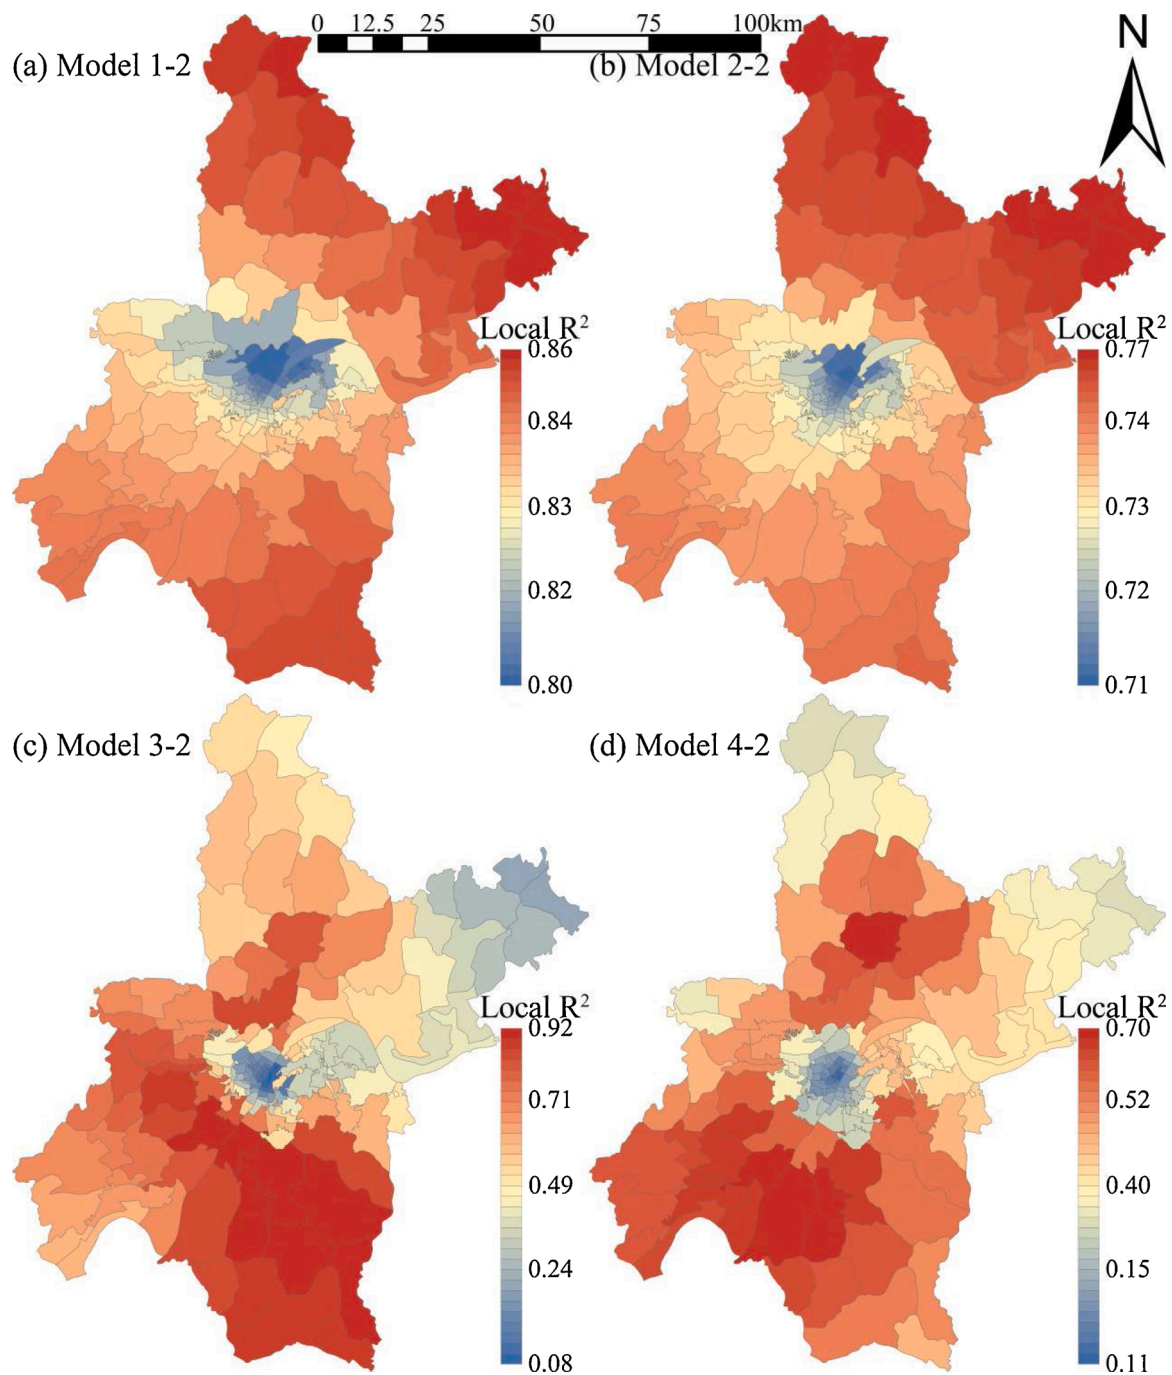 0 12.5 25 50 75 100km
N
(a) Model 1-2
(b) Model 2-2
Local R²
0.86
0.84
0.83
0.82
0.80
Local R²
0.77
0.74
0.73
0.72
0.71
(c) Model 3-2
(d) Model 4-2
Local R²
0.92
0.71
0.49
0.24
0.08
Local R²
0.70
0.52
0.40
0.15
0.11